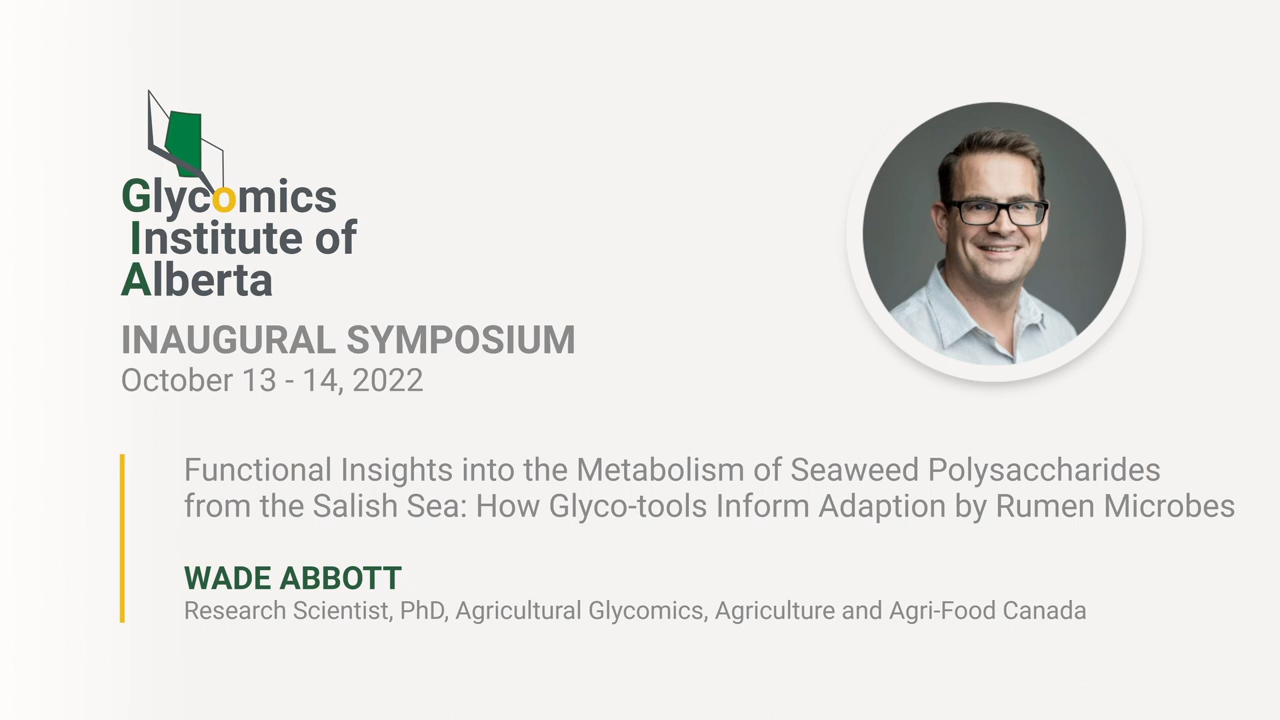 Glycomics
Institute of
Alberta
INAUGURAL SYMPOSIUM
October 13 - 14, 2022
Functional Insights into the Metabolism of Seaweed Polysaccharides
from the Salish Sea: How Glyco-tools Inform Adaption by Rumen Microbes
WADE ABBOTT
Research Scientist, PhD, Agricultural Glycomics, Agriculture and Agri-Food Canada